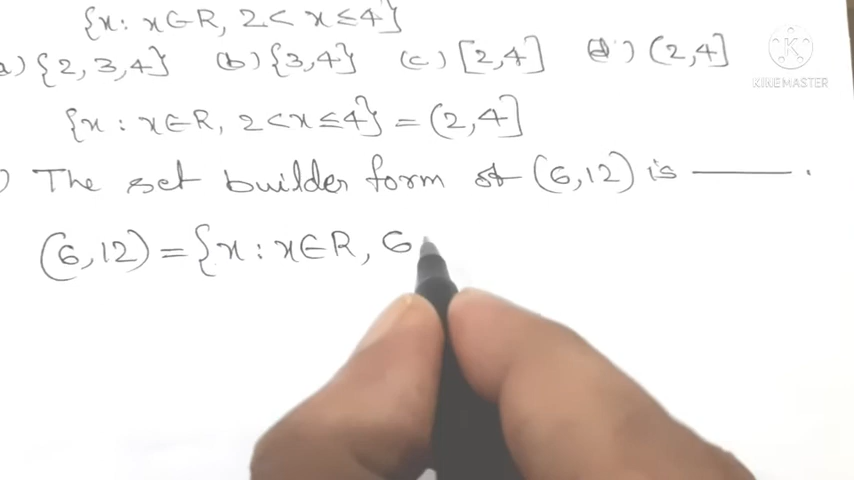 {x: x∈R, 2 < x ≤ 4}
a) {2, 3, 4} (b) {3, 4} (c) [2, 4] (d) (2, 4]
KINEMASTER
{x : x∈R, 2 < x ≤ 4} = (2, 4]
) The set builder form of (6, 12) is ——— .
(6, 12) = {x : x∈R, 6